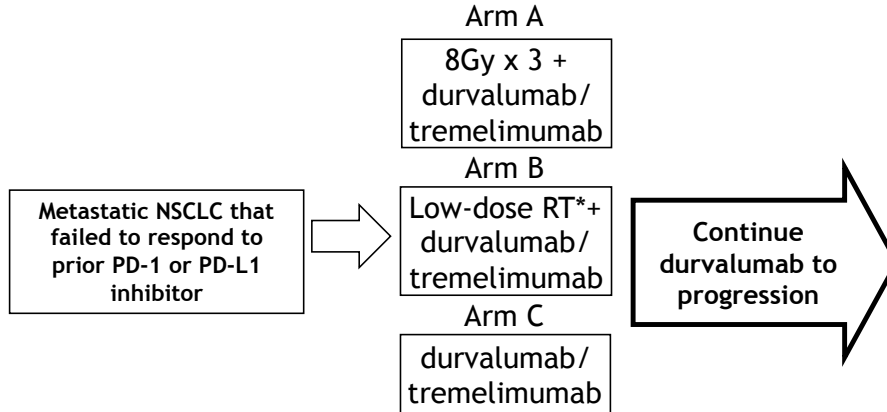 Arm A
8Gy x 3 +
durvalumab/
tremelimumab
Arm B
Metastatic NSCLC that
failed to respond to
prior PD-1 or PD-L1
inhibitor
Low-dose RT*+
durvalumab/
tremelimumab
Continue
durvalumab to
progression
Arm C
durvalumab/
tremelimumab